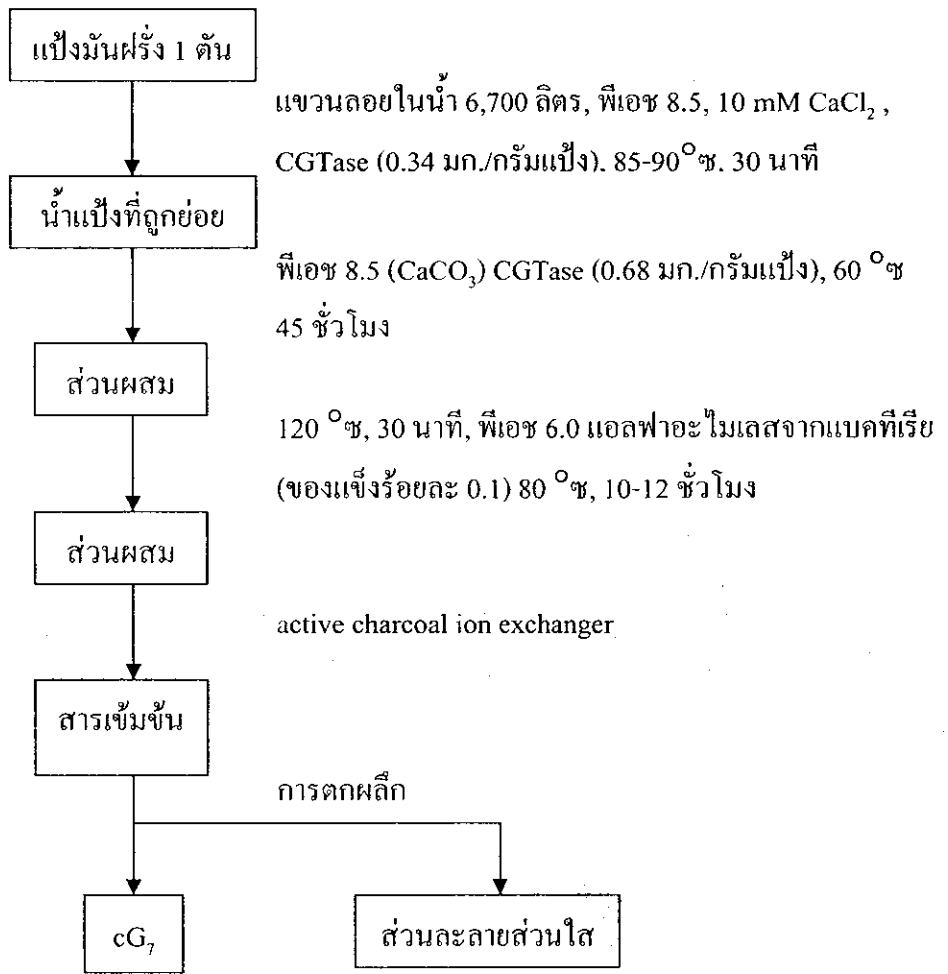 แป้งมันฝรั่ง 1 ตัน
แขวนลอยในน้ำ 6,700 ลิตร, พีเอช 8.5, 10 mM CaCl₂ ,
CGTase (0.34 มก./กรัมแป้ง). 85-90°ซ. 30 นาที
น้ำแป้งที่ถูกย่อย
พีเอช 8.5 (CaCO₃) CGTase (0.68 มก./กรัมแป้ง), 60 °ซ
45 ชั่วโมง
ส่วนผสม
120 °ซ, 30 นาที, พีเอช 6.0 แอลฟาอะไมเลสจากแบคทีเรีย
(ของแข็งร้อยละ 0.1) 80 °ซ, 10-12 ชั่วโมง
ส่วนผสม
active charcoal ion exchanger
สารเข้มข้น
การตกผลึก
cG₇
ส่วนละลายส่วนใส